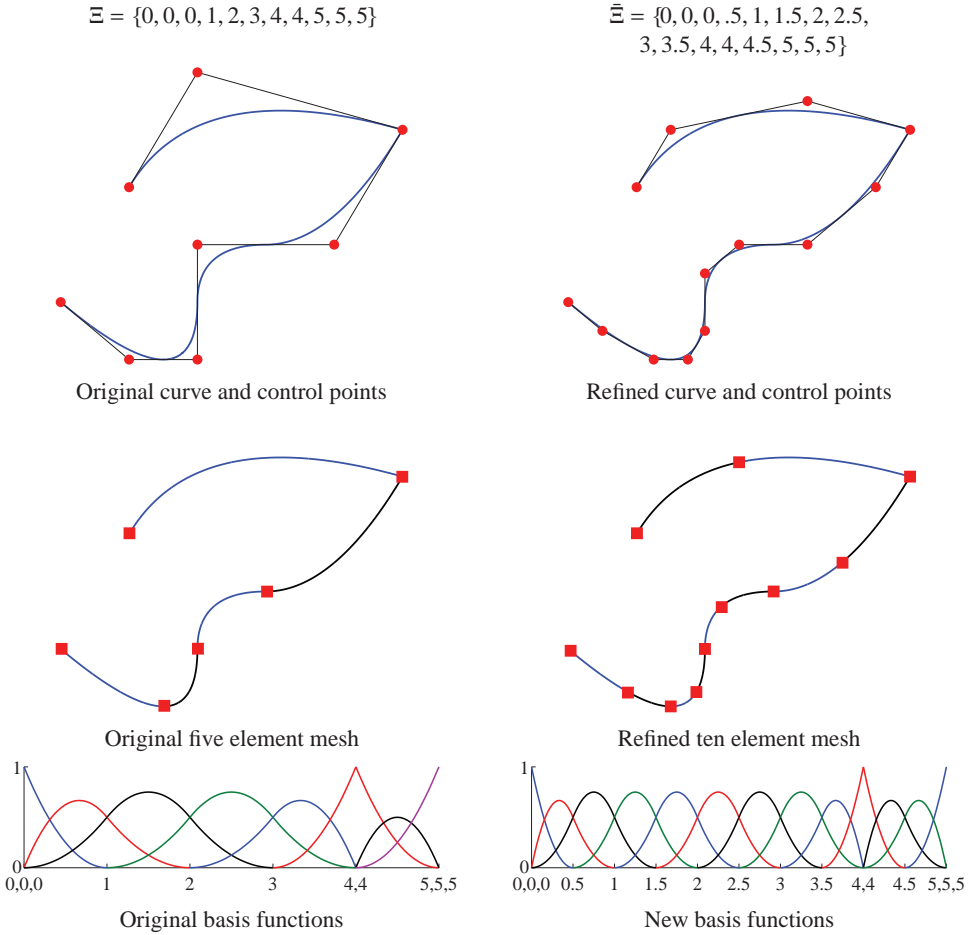 Ξ = {0, 0, 0, 1, 2, 3, 4, 4, 5, 5, 5}
Ξ̄ = {0, 0, 0, .5, 1, 1.5, 2, 2.5,
3, 3.5, 4, 4, 4.5, 5, 5, 5}
Original curve and control points
Refined curve and control points
Original five element mesh
Refined ten element mesh
1
0
0,0,0 1 2 3 4,4 5,5,5
Original basis functions
1
0
0,0,0 0.5 1 1.5 2 2.5 3 3.5 4,4 4.5 5,5,5
New basis functions